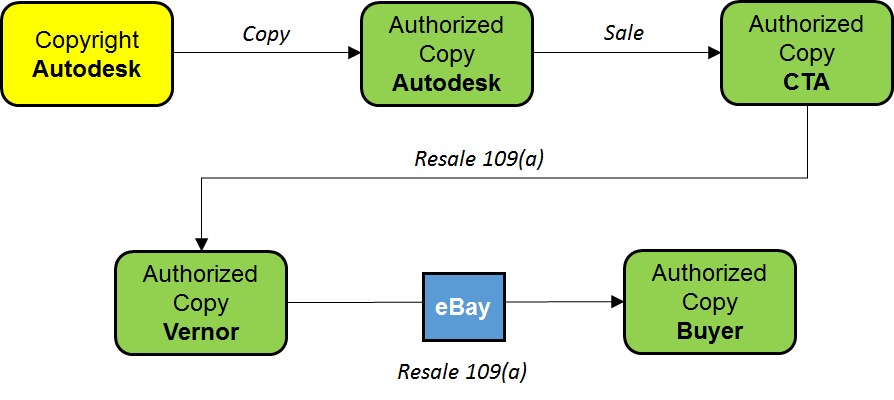 Copyright
Autodesk
Copy
Authorized
Copy
Autodesk
Sale
Authorized
Copy
CTA
Resale 109(a)
Authorized
Copy
Vernor
eBay
Resale 109(a)
Authorized
Copy
Buyer